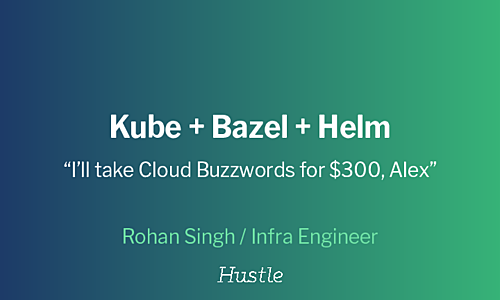 Kube + Bazel + Helm
“I’ll take Cloud Buzzwords for $300, Alex”
Rohan Singh / Infra Engineer
Hustle